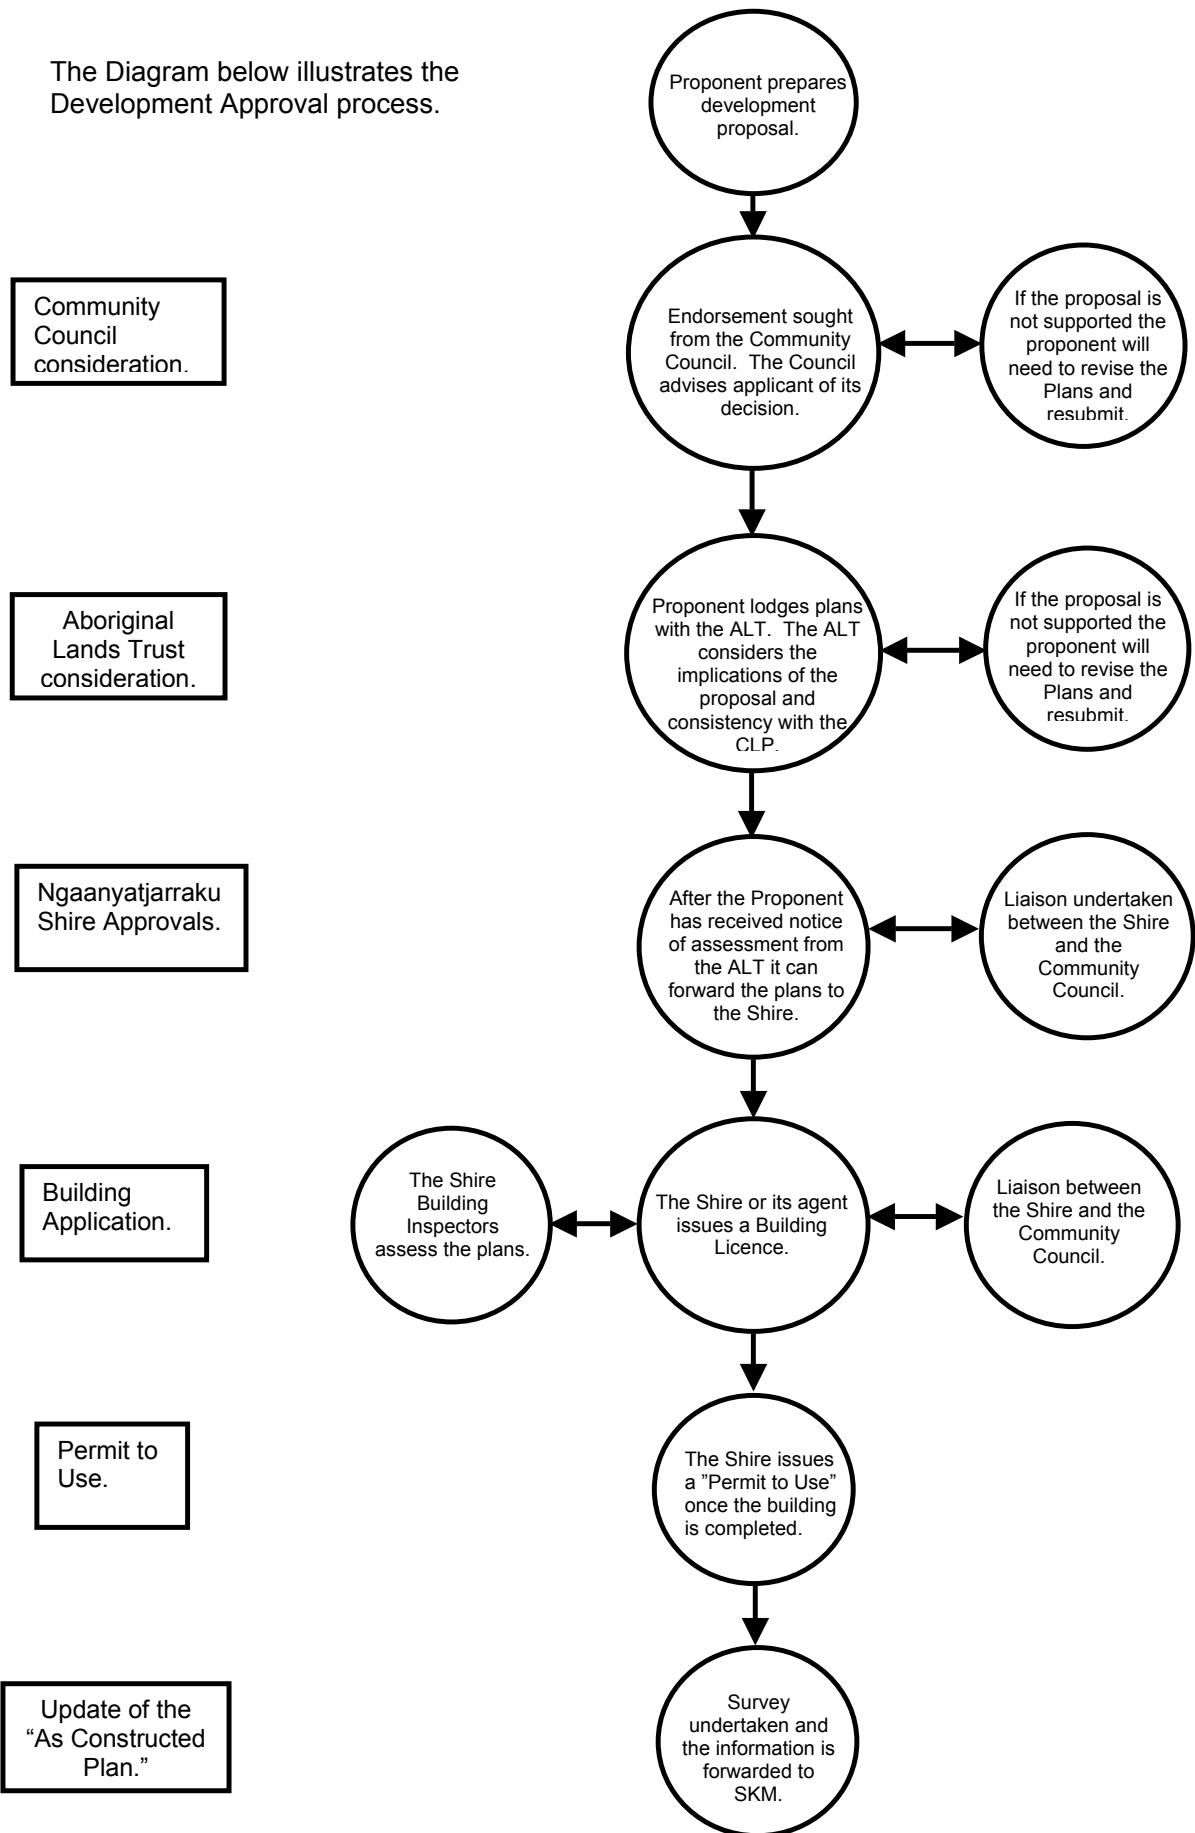 The Diagram below illustrates the
Development Approval process.
Proponent prepares
development
proposal.
Community
Council
consideration.
Endorsement sought
from the Community
Council.  The Council
advises applicant of its
decision.
If the proposal is
not supported the
proponent will
need to revise the
Plans and
resubmit.
Aboriginal
Lands Trust
consideration.
Proponent lodges plans
with the ALT.  The ALT
considers the
implications of the
proposal and
consistency with the
CLP.
If the proposal is
not supported the
proponent will
need to revise the
Plans and
resubmit.
Ngaanyatjarraku
Shire Approvals.
After the Proponent
has received notice
of assessment from
the ALT it can
forward the plans to
the Shire.
Liaison undertaken
between the Shire
and the
Community
Council.
Building
Application.
The Shire
Building
Inspectors
assess the plans.
The Shire or its agent
issues a Building
Licence.
Liaison between
the Shire and the
Community
Council.
Permit to
Use.
The Shire issues
a ”Permit to Use”
once the building
is completed.
Update of the
“As Constructed
Plan.”
Survey
undertaken and
the information is
forwarded to
SKM.